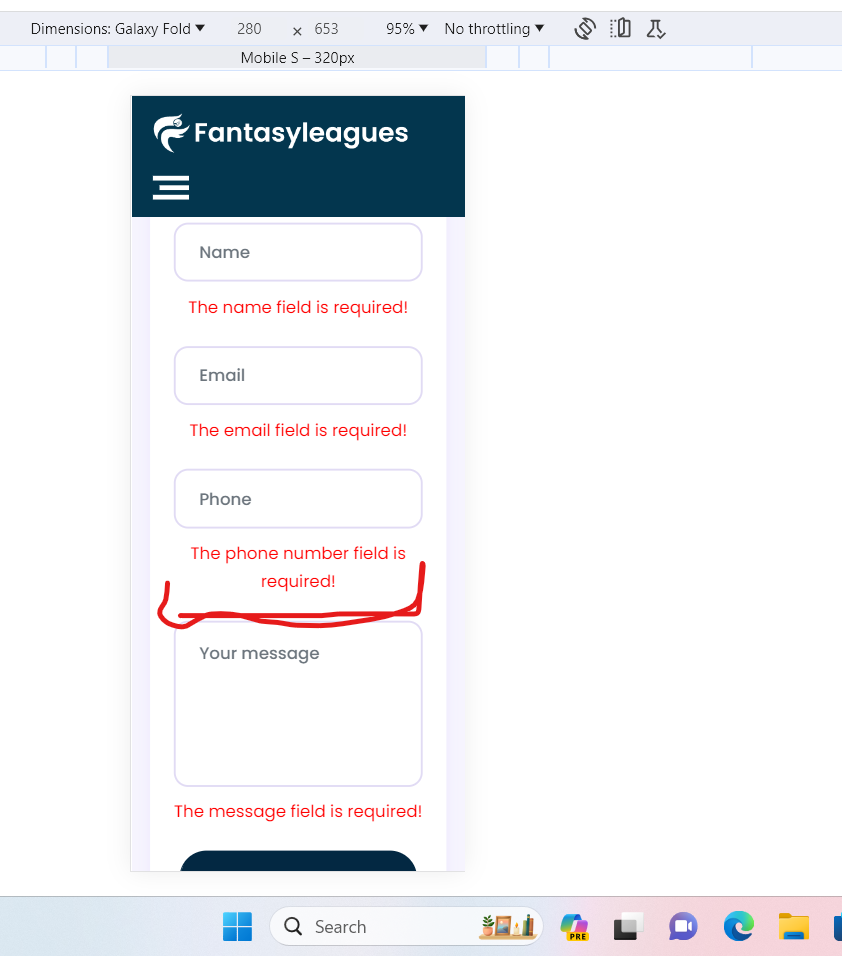 Dimensions: Galaxy Fold 280 × 653 95% No throttling
Mobile S – 320px
Fantasyleagues
Name
The name field is required!
Email
The email field is required!
Phone
The phone number field is
required!
Your message
The message field is required!
Search
PRE